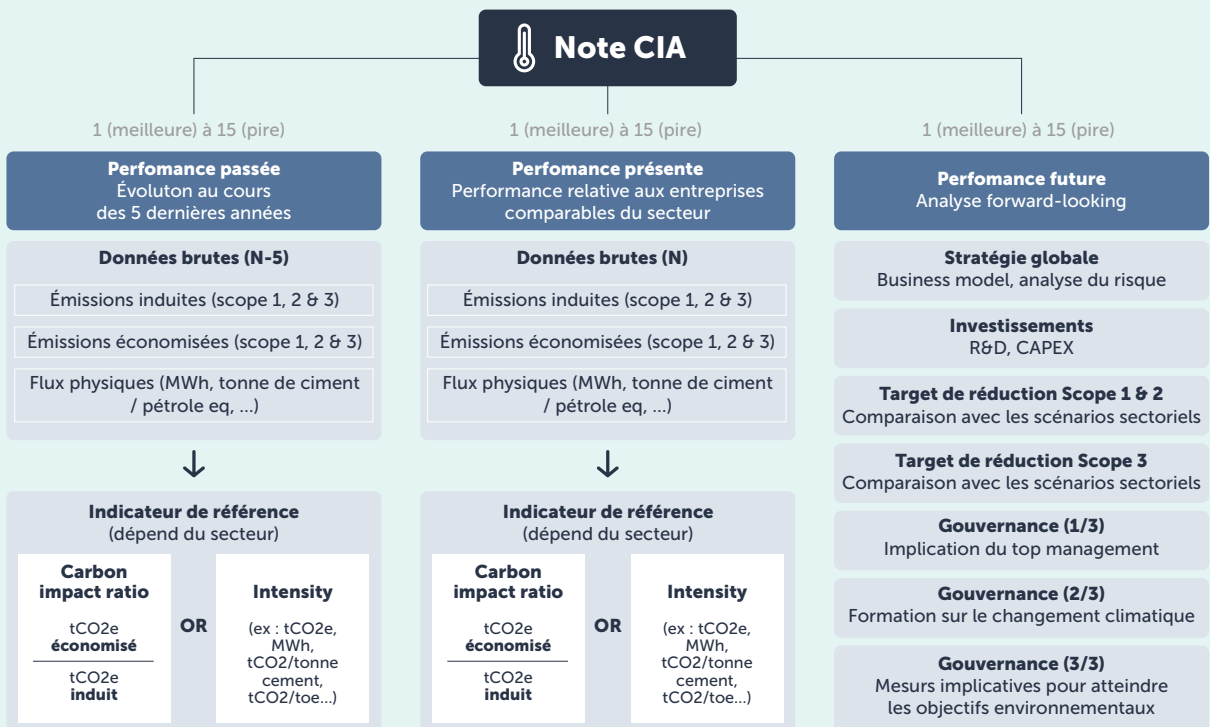 Note CIA
1 (meilleure) à 15 (pire)
Perfomance passée
Évoluton au cours
des 5 dernières années
Données brutes (N-5)
Émissions induites (scope 1, 2 & 3)
Émissions économisées (scope 1, 2 & 3)
Flux physiques (MWh, tonne de ciment
/ pétrole eq, ...)
Indicateur de référence
(dépend du secteur)
Carbon
impact ratio
tCO2e
économisé
tCO2e
induit
OR
Intensity
(ex : tCO2e,
MWh,
tCO2/tonne
cement,
tCO2/toe...)
1 (meilleure) à 15 (pire)
Perfomance présente
Performance relative aux entreprises
comparables du secteur
Données brutes (N)
Émissions induites (scope 1, 2 & 3)
Émissions économisées (scope 1, 2 & 3)
Flux physiques (MWh, tonne de ciment
/ pétrole eq, ...)
Indicateur de référence
(dépend du secteur)
Carbon
impact ratio
tCO2e
économisé
tCO2e
induit
OR
Intensity
(ex : tCO2e,
MWh,
tCO2/tonne
cement,
tCO2/toe...)
1 (meilleure) à 15 (pire)
Perfomance future
Analyse forward-looking
Stratégie globale
Business model, analyse du risque
Investissements
R&D, CAPEX
Target de réduction Scope 1 & 2
Comparaison avec les scénarios sectoriels
Target de réduction Scope 3
Comparaison avec les scénarios sectoriels
Gouvernance (1/3)
Implication du top management
Gouvernance (2/3)
Formation sur le changement climatique
Gouvernance (3/3)
Mesurs implicatives pour atteindre
les objectifs environnementaux